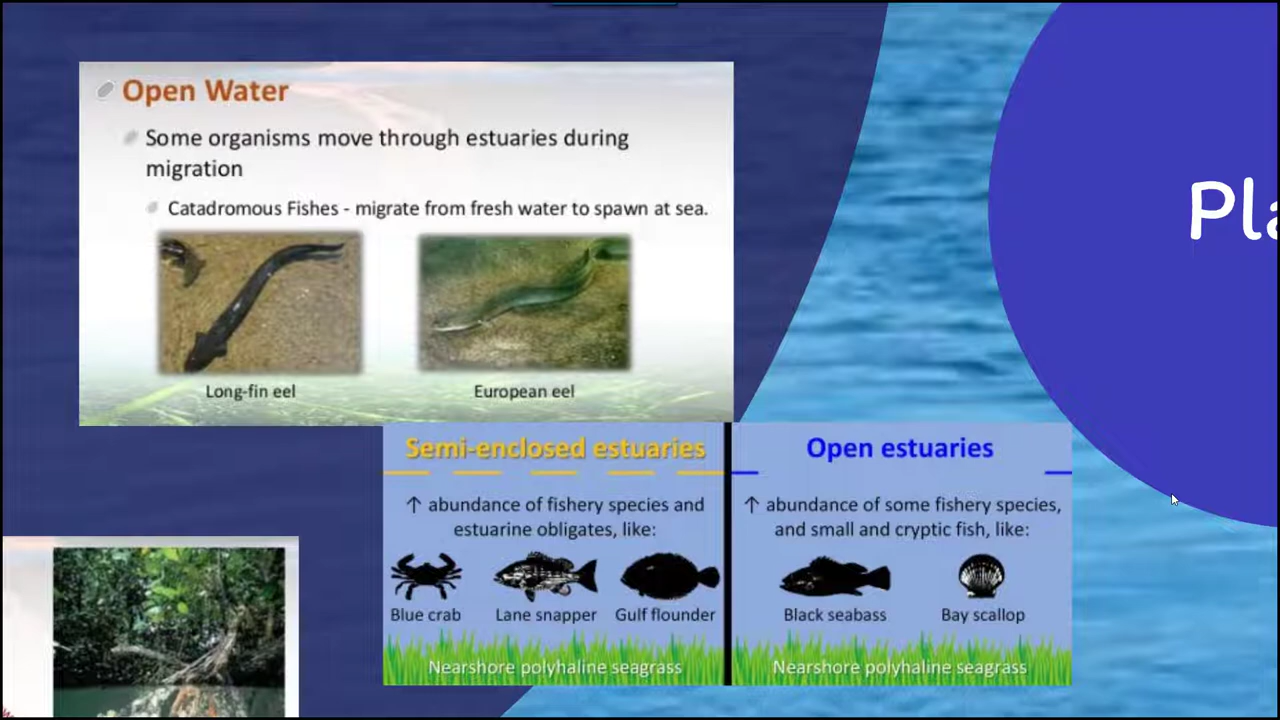 Open Water
Some organisms move through estuaries during
migration
Catadromous Fishes - migrate from fresh water to spawn at sea.
Long-fin eel
European eel
Semi-enclosed estuaries
↑ abundance of fishery species and
estuarine obligates, like:
Blue crab
Lane snapper
Gulf flounder
Nearshore polyhaline seagrass
Open estuaries
↑ abundance of some fishery species,
and small and cryptic fish, like:
Black seabass
Bay scallop
Nearshore polyhaline seagrass